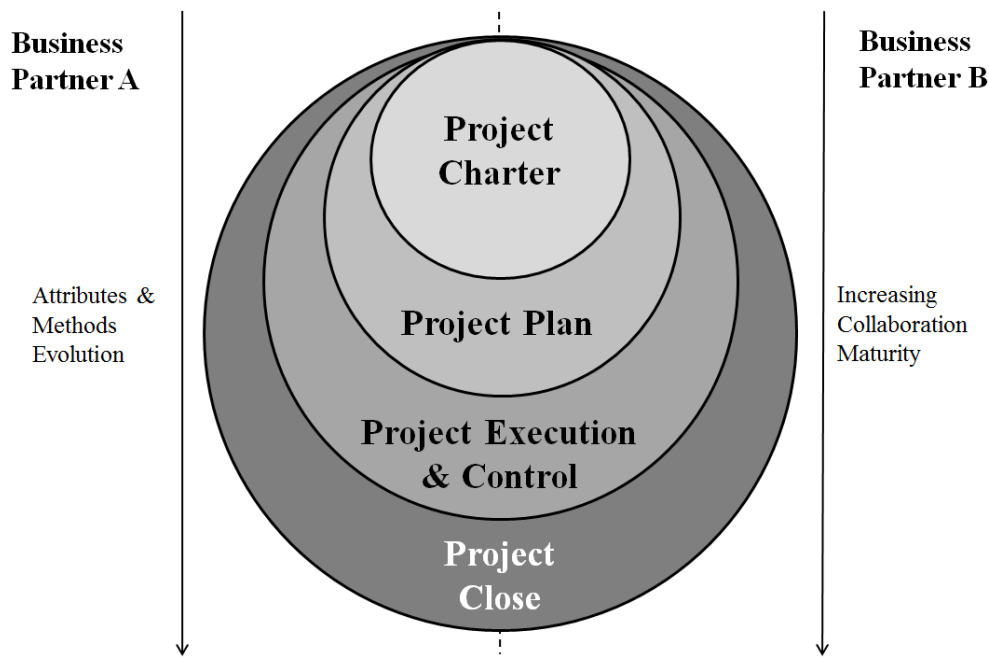 Business
Partner A
Business
Partner B
Project
Charter
Attributes &
Methods
Evolution
Increasing
Collaboration
Maturity
Project Plan
Project Execution
& Control
Project
Close